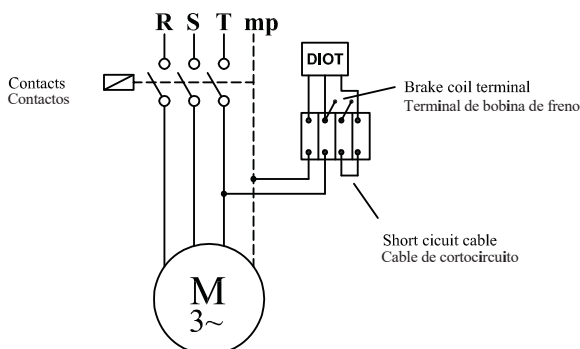 R S T mp
DIOT
Contacts
Contactos
Brake coil terminal
Terminal de bobina de freno
Short cicuit cable
Cable de cortocircuito
M
3~